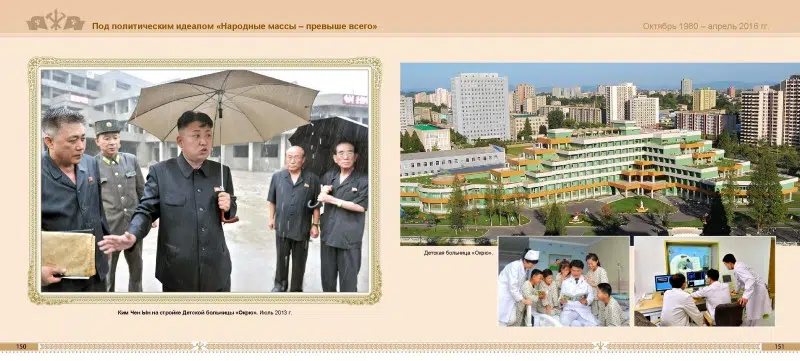 Под политическим идеалом «Народные массы – превыше всего»
Октябрь 1980 – апрель 2016 гг.
Детская больница «Окрю».
Ким Чен Ын на стройке Детской больницы «Окрю». Июль 2013 г.
150
151